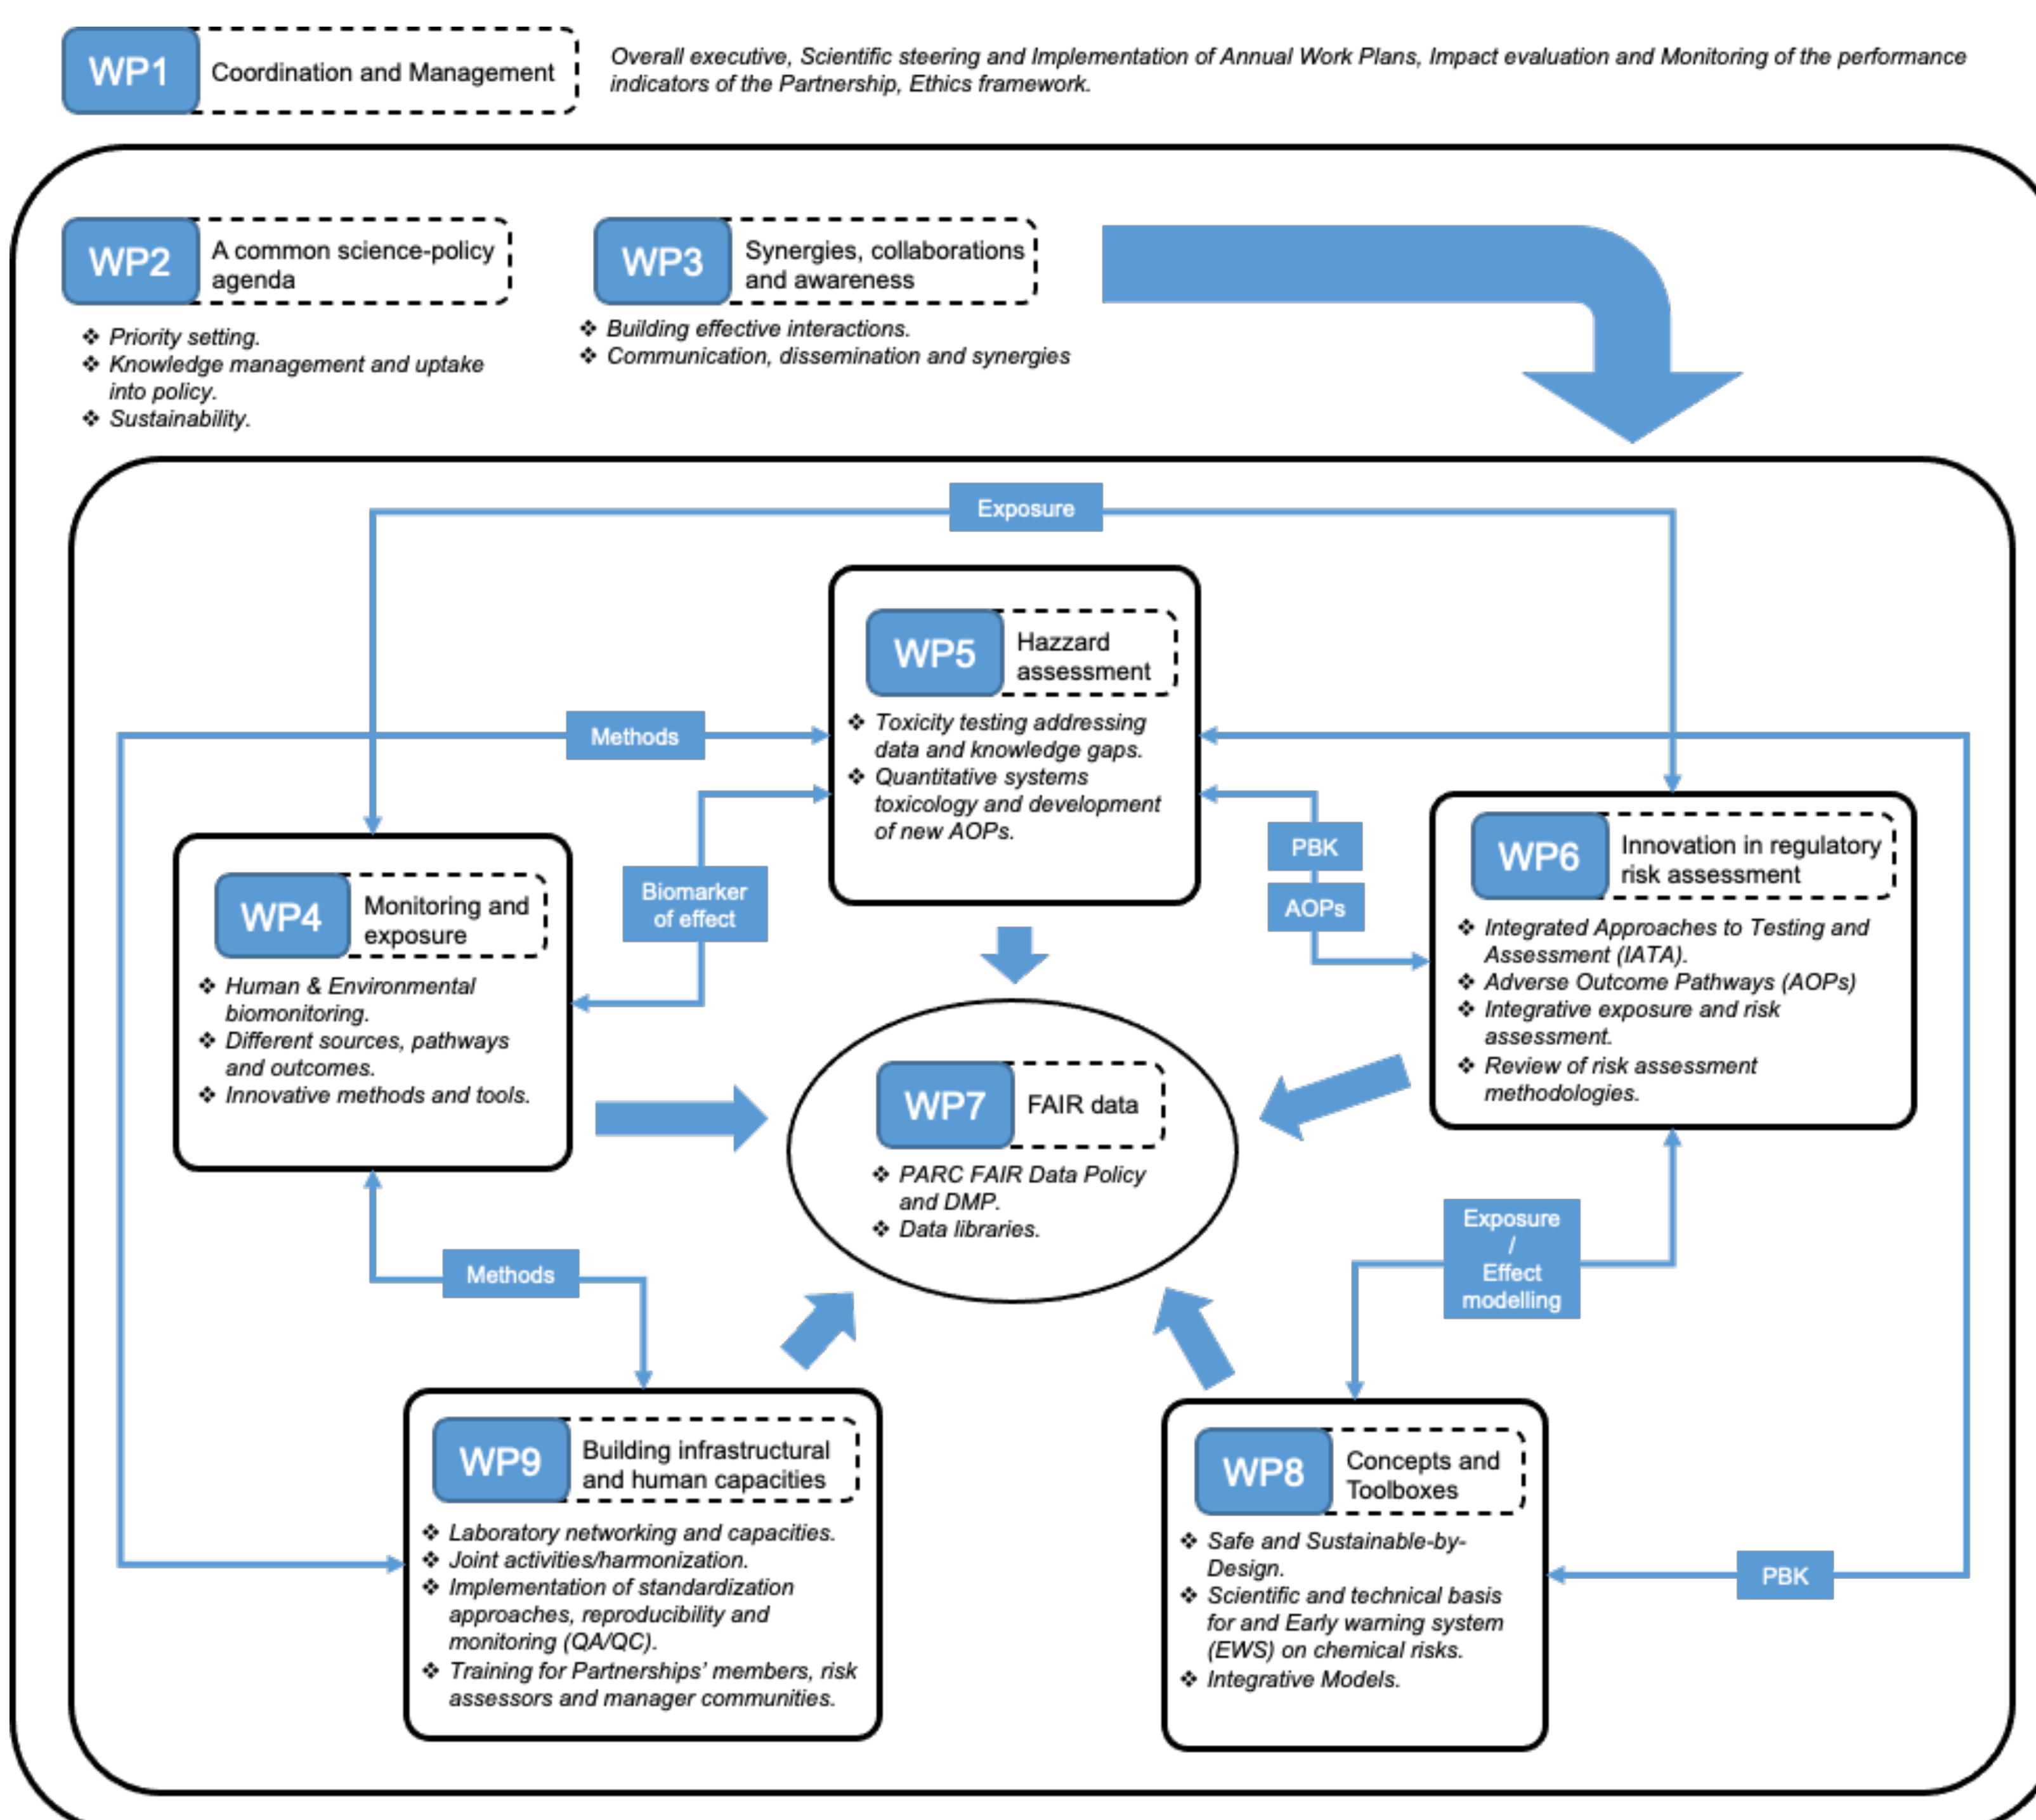 WP1
Coordination and Management
Overall executive, Scientific steering and Implementation of Annual Work Plans, Impact evaluation and Monitoring of the performance
indicators of the Partnership, Ethics framework.
WP2
A common science-policy
agenda
❖ Priority setting.
❖ Knowledge management and uptake
into policy.
❖ Sustainability.
WP3
Synergies, collaborations
and awareness
❖ Building effective interactions.
❖ Communication, dissemination and synergies
Exposure
WP5
Hazzard
assessment
❖ Toxicity testing addressing
data and knowledge gaps.
❖ Quantitative systems
toxicology and development
of new AOPs.
Methods
Biomarker
of effect
PBK
AOPs
WP4
Monitoring and
exposure
❖ Human & Environmental
biomonitoring.
❖ Different sources, pathways
and outcomes.
❖ Innovative methods and tools.
WP6
Innovation in regulatory
risk assessment
❖ Integrated Approaches to Testing and
Assessment (IATA).
❖ Adverse Outcome Pathways (AOPs)
❖ Integrative exposure and risk
assessment.
❖ Review of risk assessment
methodologies.
WP7
FAIR data
❖ PARC FAIR Data Policy
and DMP.
❖ Data libraries.
Methods
Exposure
/
Effect
modelling
WP9
Building infrastructural
and human capacities
❖ Laboratory networking and capacities.
❖ Joint activities/harmonization.
❖ Implementation of standardization
approaches, reproducibility and
monitoring (QA/QC).
❖ Training for Partnerships' members, risk
assessors and manager communities.
WP8
Concepts and
Toolboxes
❖ Safe and Sustainable-by-
Design.
❖ Scientific and technical basis
for and Early warning system
(EWS) on chemical risks.
❖ Integrative Models.
PBK